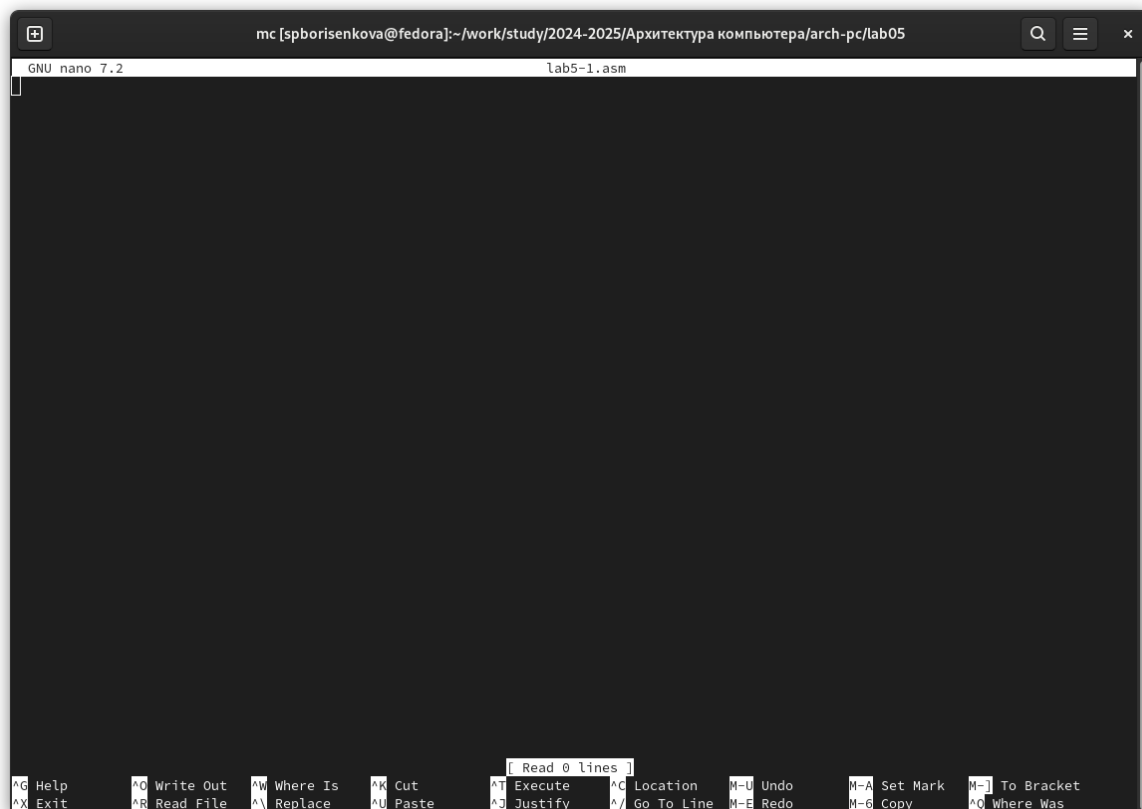 mc [spborisenkova@fedora]:~/work/study/2024-2025/Архитектура компьютера/arch-pc/lab05
GNU nano 7.2 lab5-1.asm
[ Read 0 lines ]
^G Help ^O Write Out ^W Where Is ^K Cut ^T Execute ^C Location M-U Undo M-A Set Mark M-] To Bracket
^X Exit ^R Read File ^\ Replace ^U Paste ^J Justify ^/ Go To Line M-E Redo M-6 Copy ^Q Where Was